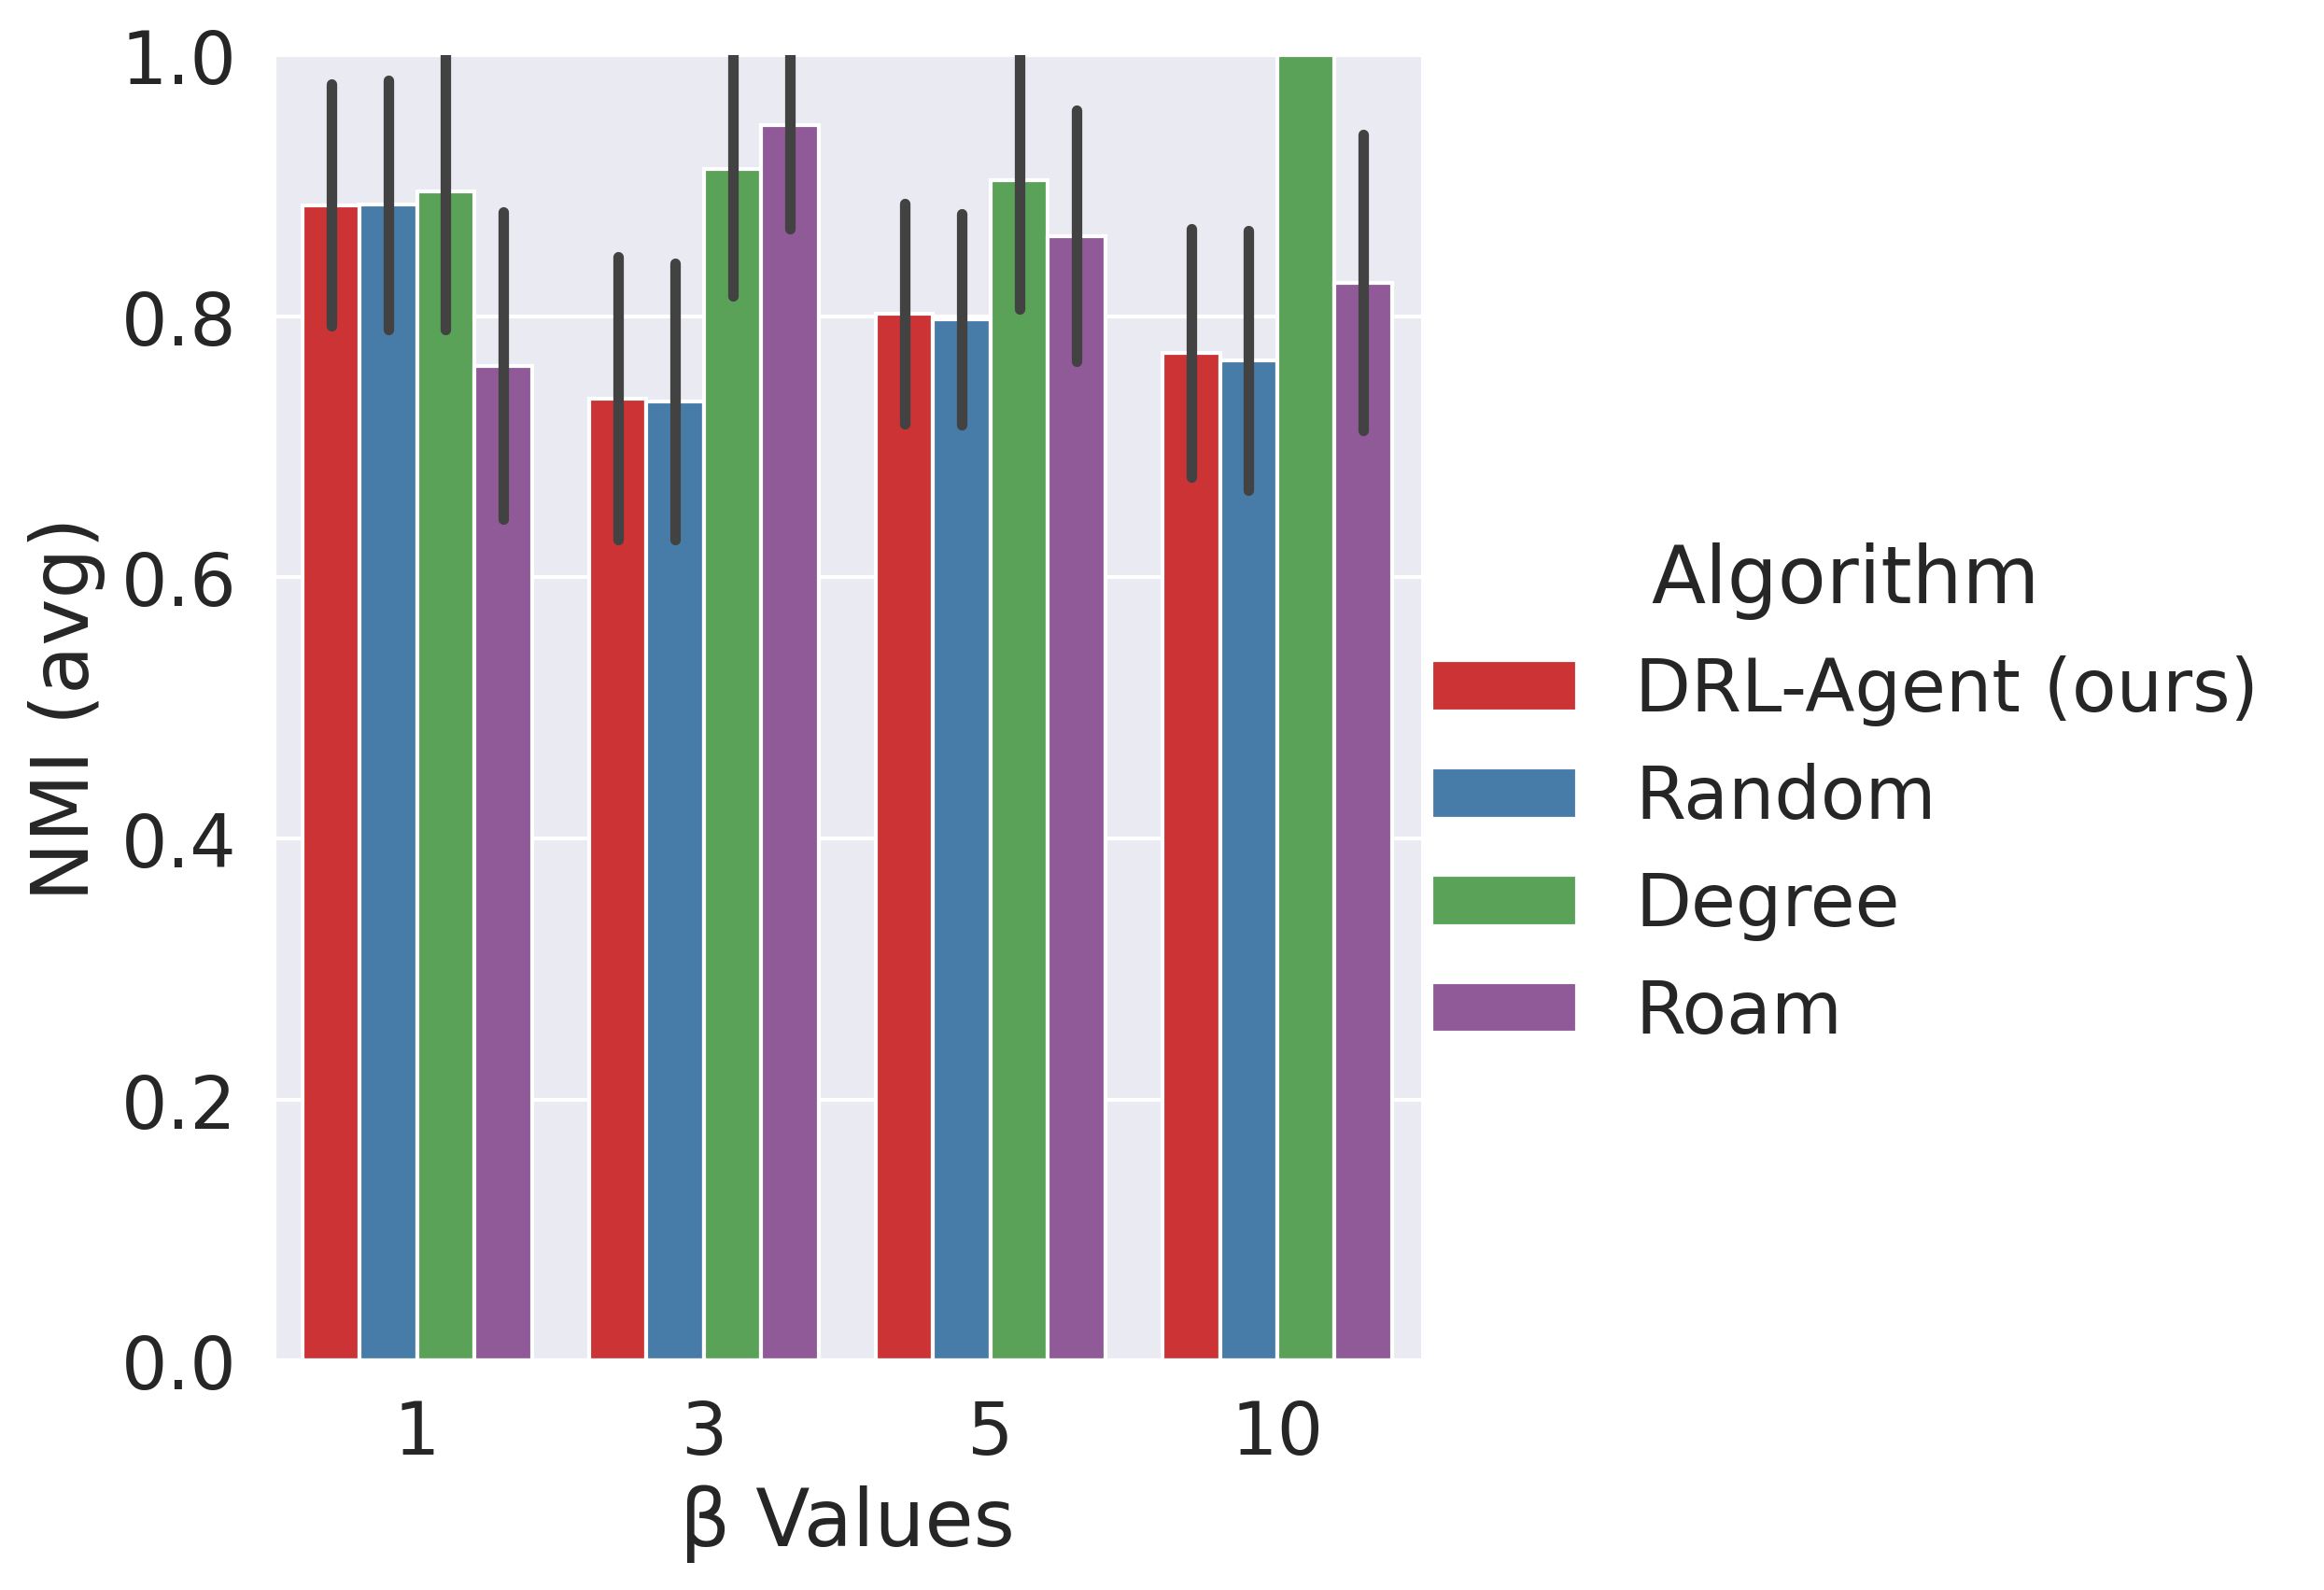 1.0
0.8
0.6
0.4
0.2
0.0
NMI (avg)
1 3 5 10
β Values
Algorithm
DRL-Agent (ours)
Random
Degree
Roam